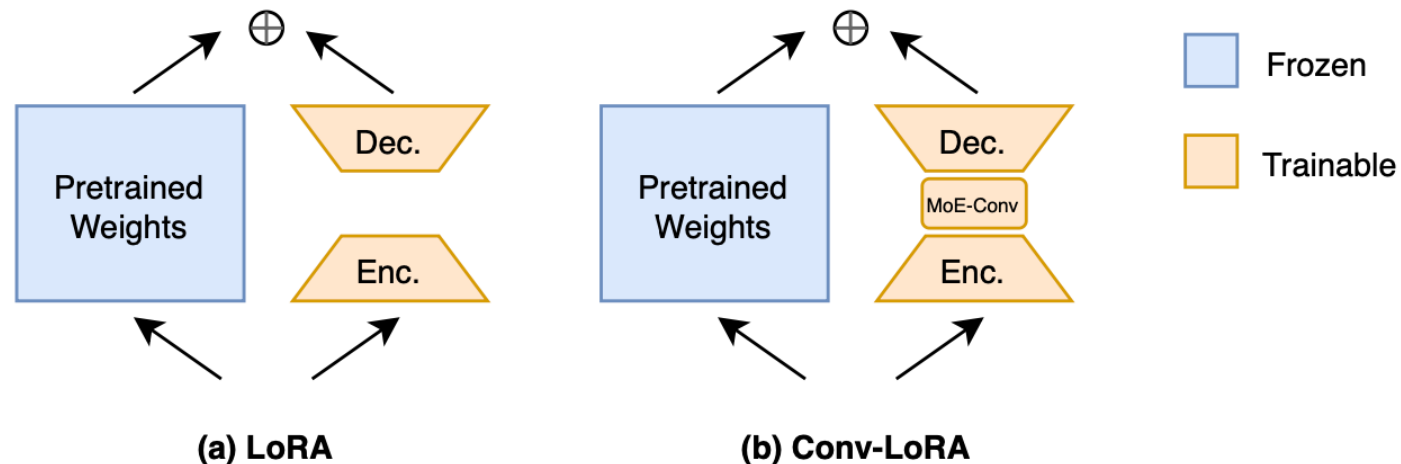 Pretrained
Weights
Dec.
Enc.
(a) LoRA
Pretrained
Weights
Dec.
MoE-Conv
Enc.
(b) Conv-LoRA
Frozen
Trainable